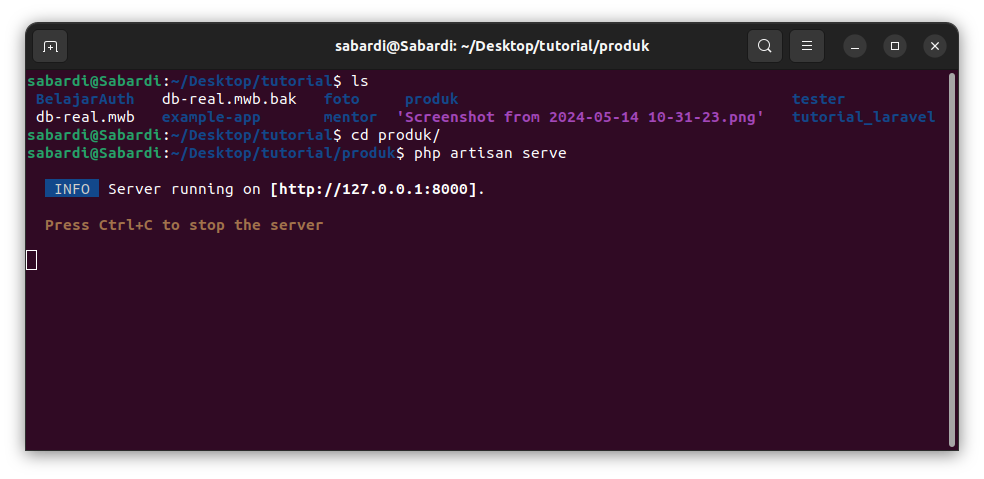 sabardi@Sabardi: ~/Desktop/tutorial/produk
sabardi@Sabardi:~/Desktop/tutorial$ ls
BelajarAuth db-real.mwb.bak foto produk tester
db-real.mwb example-app mentor 'Screenshot from 2024-05-14 10-31-23.png' tutorial_laravel
sabardi@Sabardi:~/Desktop/tutorial$ cd produk/
sabardi@Sabardi:~/Desktop/tutorial/produk$ php artisan serve
INFO Server running on [http://127.0.0.1:8000].
Press Ctrl+C to stop the server